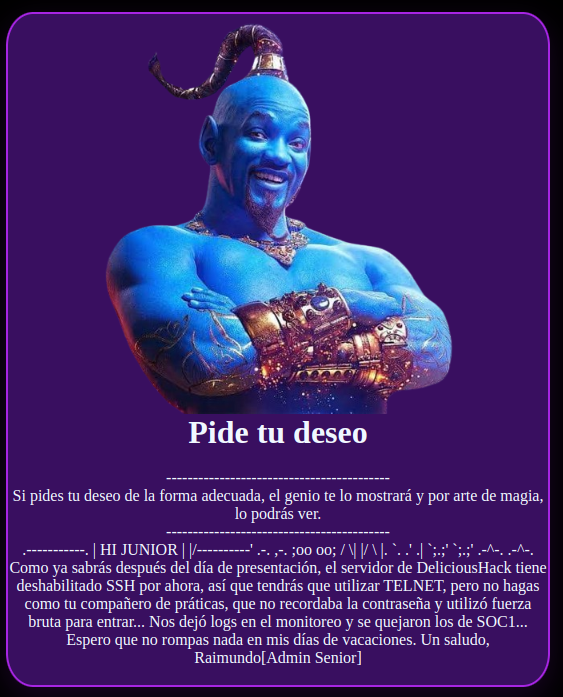 Pide tu deseo
------------------------------------------
Si pides tu deseo de la forma adecuada, el genio te lo mostrará y por arte de magia,
lo podrás ver.
------------------------------------------
.-----------. | HI JUNIOR | |/----------' .-. ,-. ;oo oo; / \| |/ \ |. `. .' .| `;.;' `;.;' .-^-. .-^-.
Como ya sabrás después del día de presentación, el servidor de DeliciousHack tiene
deshabilitado SSH por ahora, así que tendrás que utilizar TELNET, pero no hagas
como tu compañero de práticas, que no recordaba la contraseña y utilizó fuerza
bruta para entrar... Nos dejó logs en el monitoreo y se quejaron los de SOC1...
Espero que no rompas nada en mis días de vacaciones. Un saludo,
Raimundo[Admin Senior]